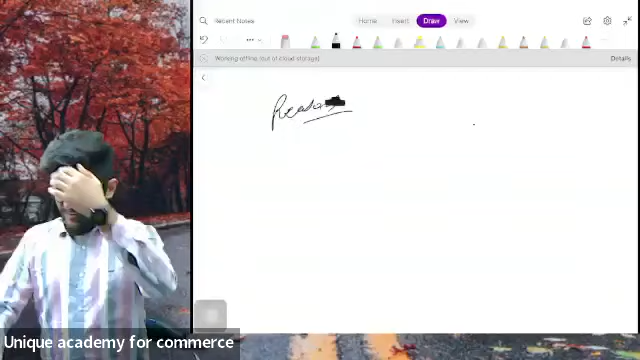 Recent Notes
Home Insert Draw View
Working offline (out of cloud storage)
Details
Unique academy for commerce